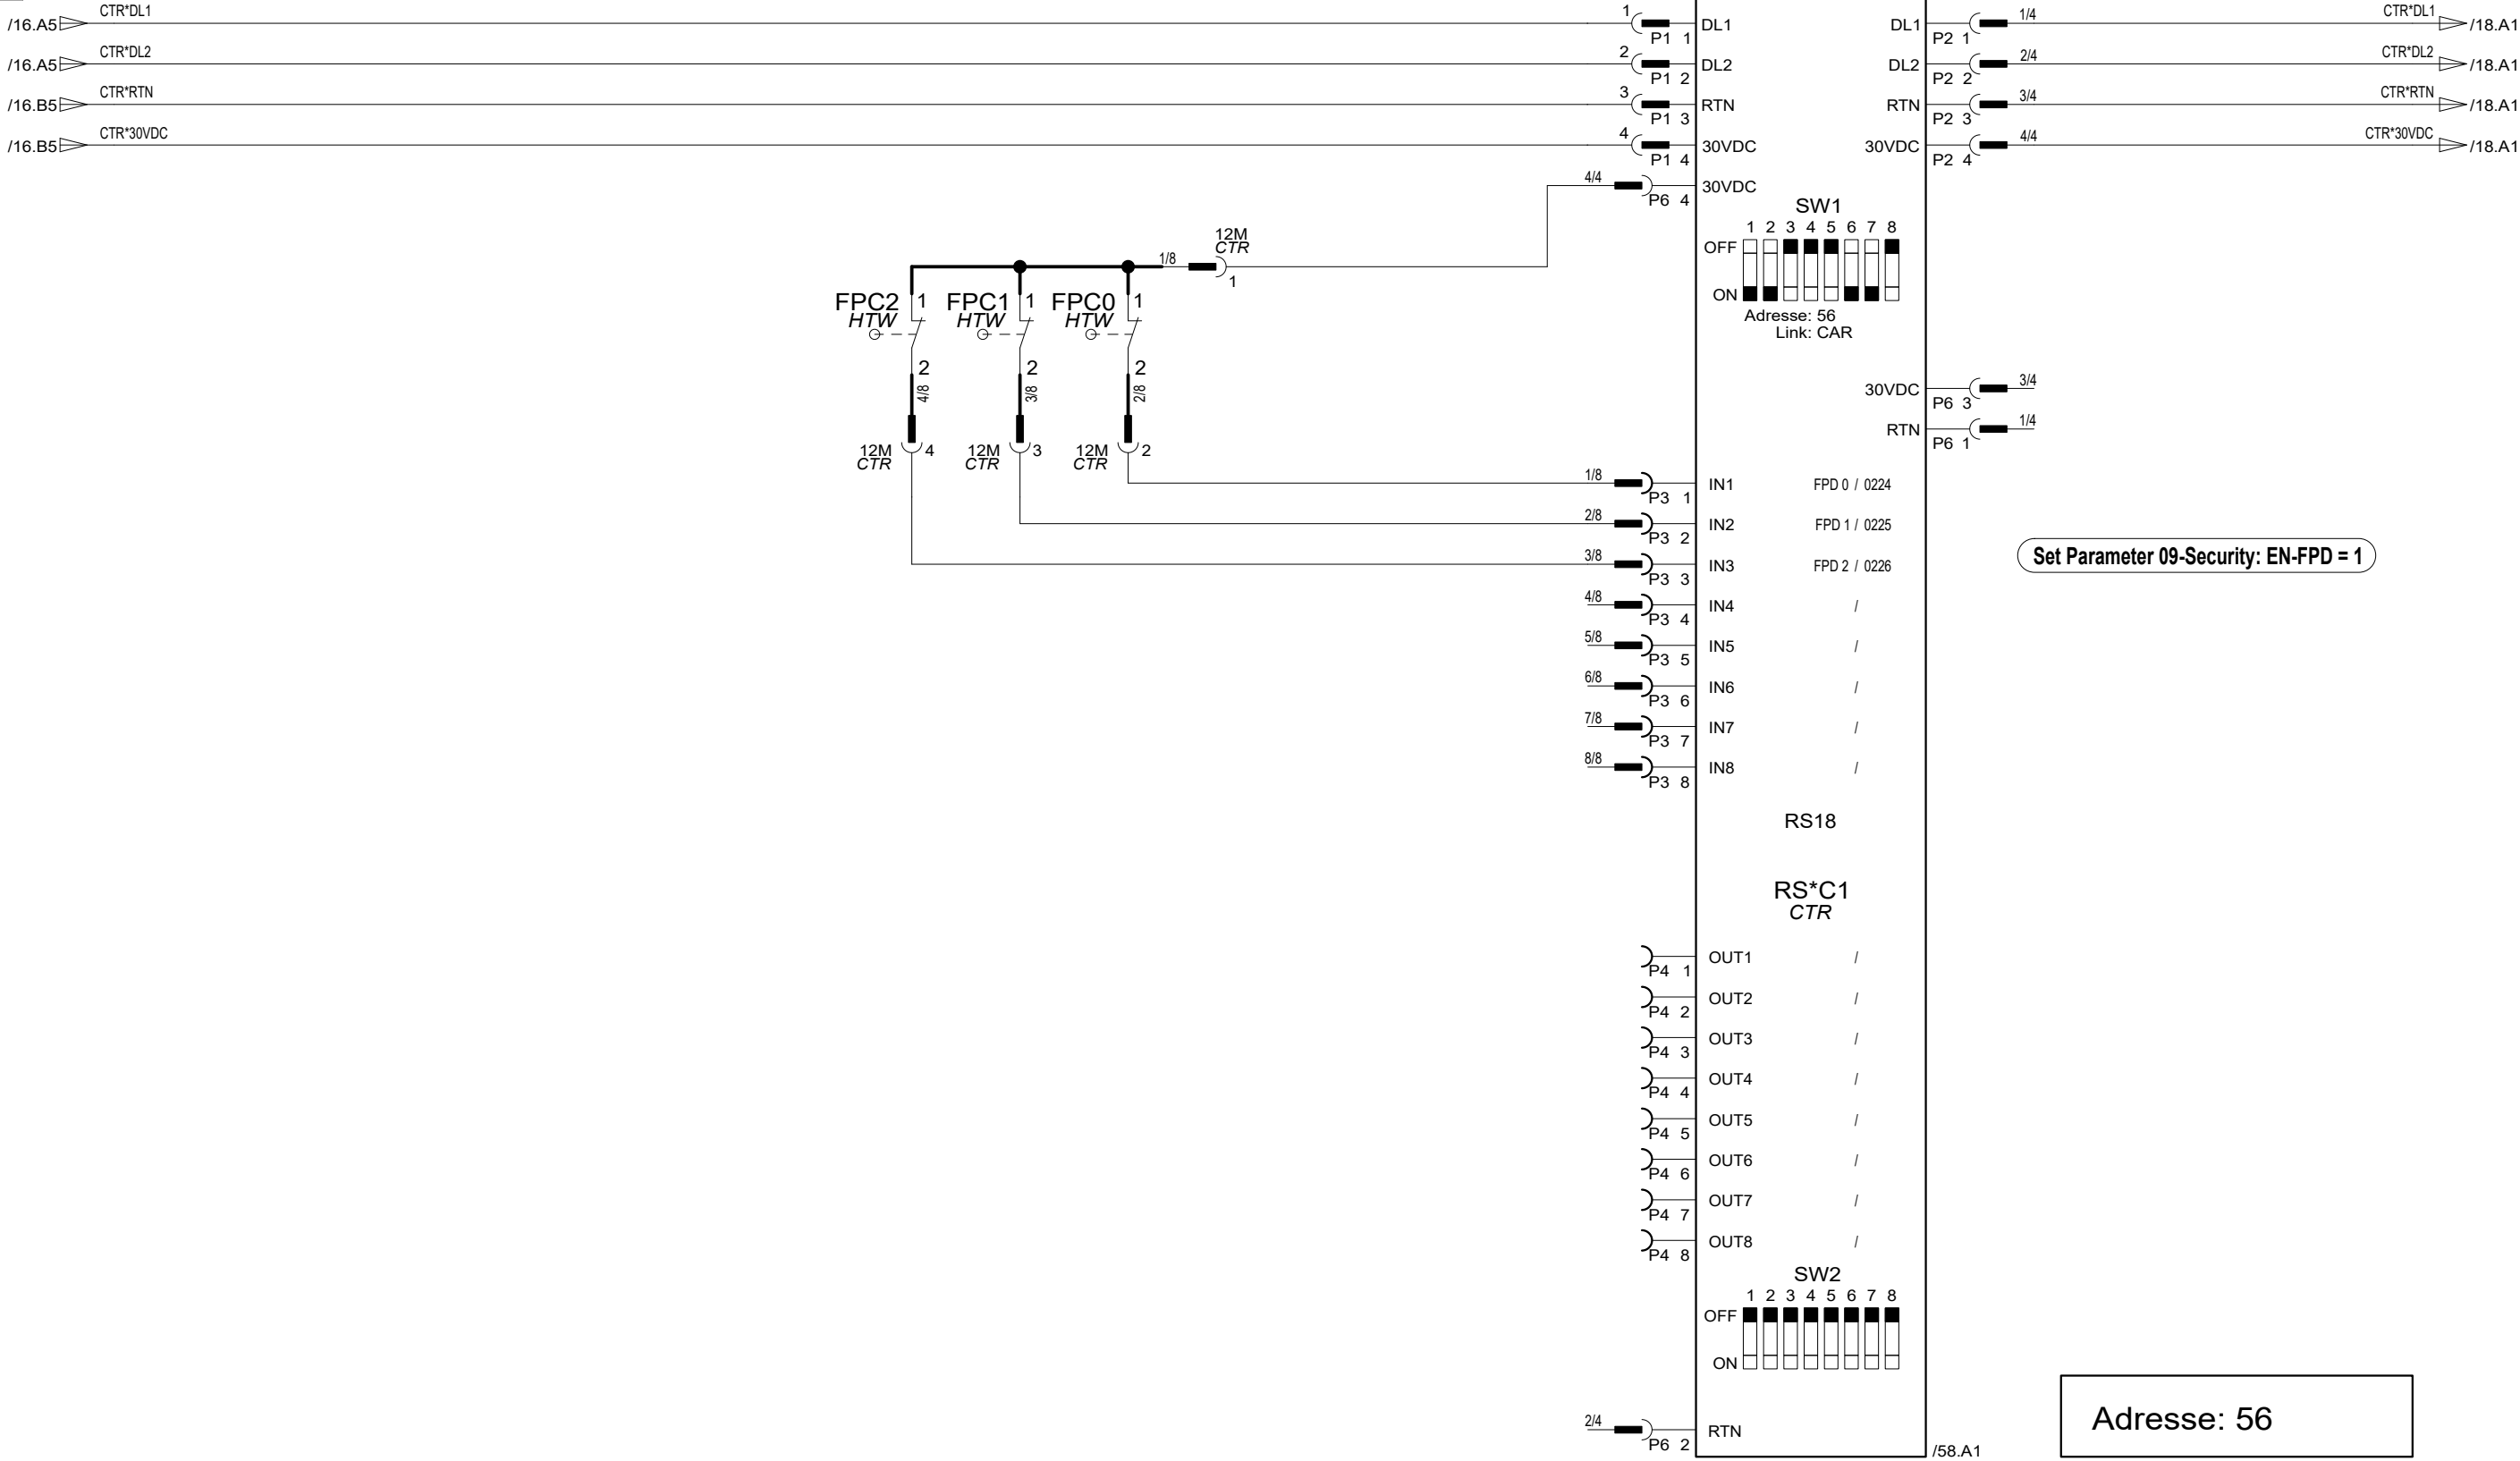 /16.A5 CTR*DL1 1 P1 1 DL1 DL1 P2 1 1/4 CTR*DL1 /18.A1
/16.A5 CTR*DL2 2 P1 2 DL2 DL2 P2 2 2/4 CTR*DL2 /18.A1
/16.B5 CTR*RTN 3 P1 3 RTN RTN P2 3 3/4 CTR*RTN /18.A1
/16.B5 CTR*30VDC 4 P1 4 30VDC 30VDC P2 4 4/4 CTR*30VDC /18.A1
4/4 P6 4 30VDC
SW1
1 2 3 4 5 6 7 8
OFF
ON
Adresse: 56
Link: CAR
12M
CTR
1/8
1
FPC2 1 FPC1 1 FPC0 1
HTW HTW HTW
2 2 2
4/8 3/8 2/8
12M 4 12M 3 12M 2
CTR CTR CTR
30VDC P6 3 3/4
RTN P6 1 1/4
1/8 P3 1 IN1 FPD 0 / 0224
2/8 P3 2 IN2 FPD 1 / 0225
3/8 P3 3 IN3 FPD 2 / 0226
Set Parameter 09-Security: EN-FPD = 1
4/8 P3 4 IN4 /
5/8 P3 5 IN5 /
6/8 P3 6 IN6 /
7/8 P3 7 IN7 /
8/8 P3 8 IN8 /
RS18
RS*C1
CTR
P4 1 OUT1 /
P4 2 OUT2 /
P4 3 OUT3 /
P4 4 OUT4 /
P4 5 OUT5 /
P4 6 OUT6 /
P4 7 OUT7 /
P4 8 OUT8 /
SW2
1 2 3 4 5 6 7 8
OFF
ON
2/4 P6 2 RTN
/58.A1
Adresse: 56